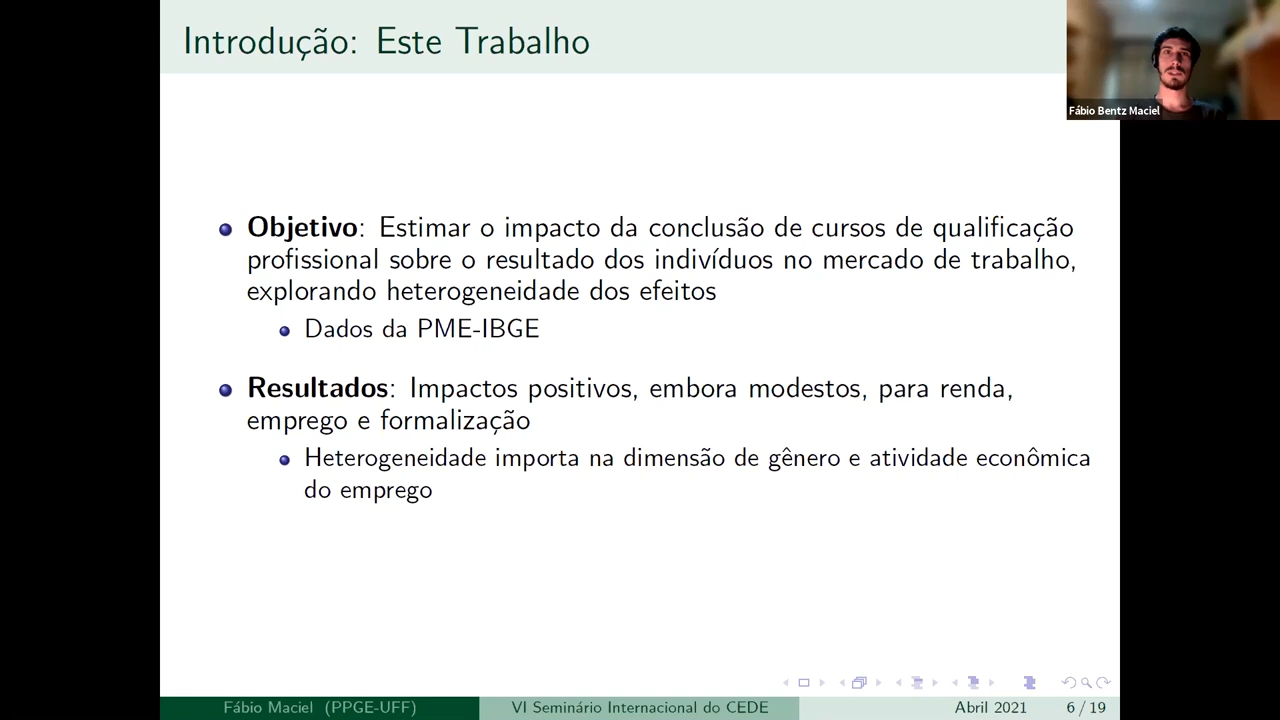 Introdução: Este Trabalho
Fábio Bentz Maciel
Objetivo: Estimar o impacto da conclusão de cursos de qualificação
profissional sobre o resultado dos indivíduos no mercado de trabalho,
explorando heterogeneidade dos efeitos
Dados da PME-IBGE
Resultados: Impactos positivos, embora modestos, para renda,
emprego e formalização
Heterogeneidade importa na dimensão de gênero e atividade econômica
do emprego
Fábio Maciel (PPGE-UFF) VI Seminário Internacional do CEDE Abril 2021 6 / 19